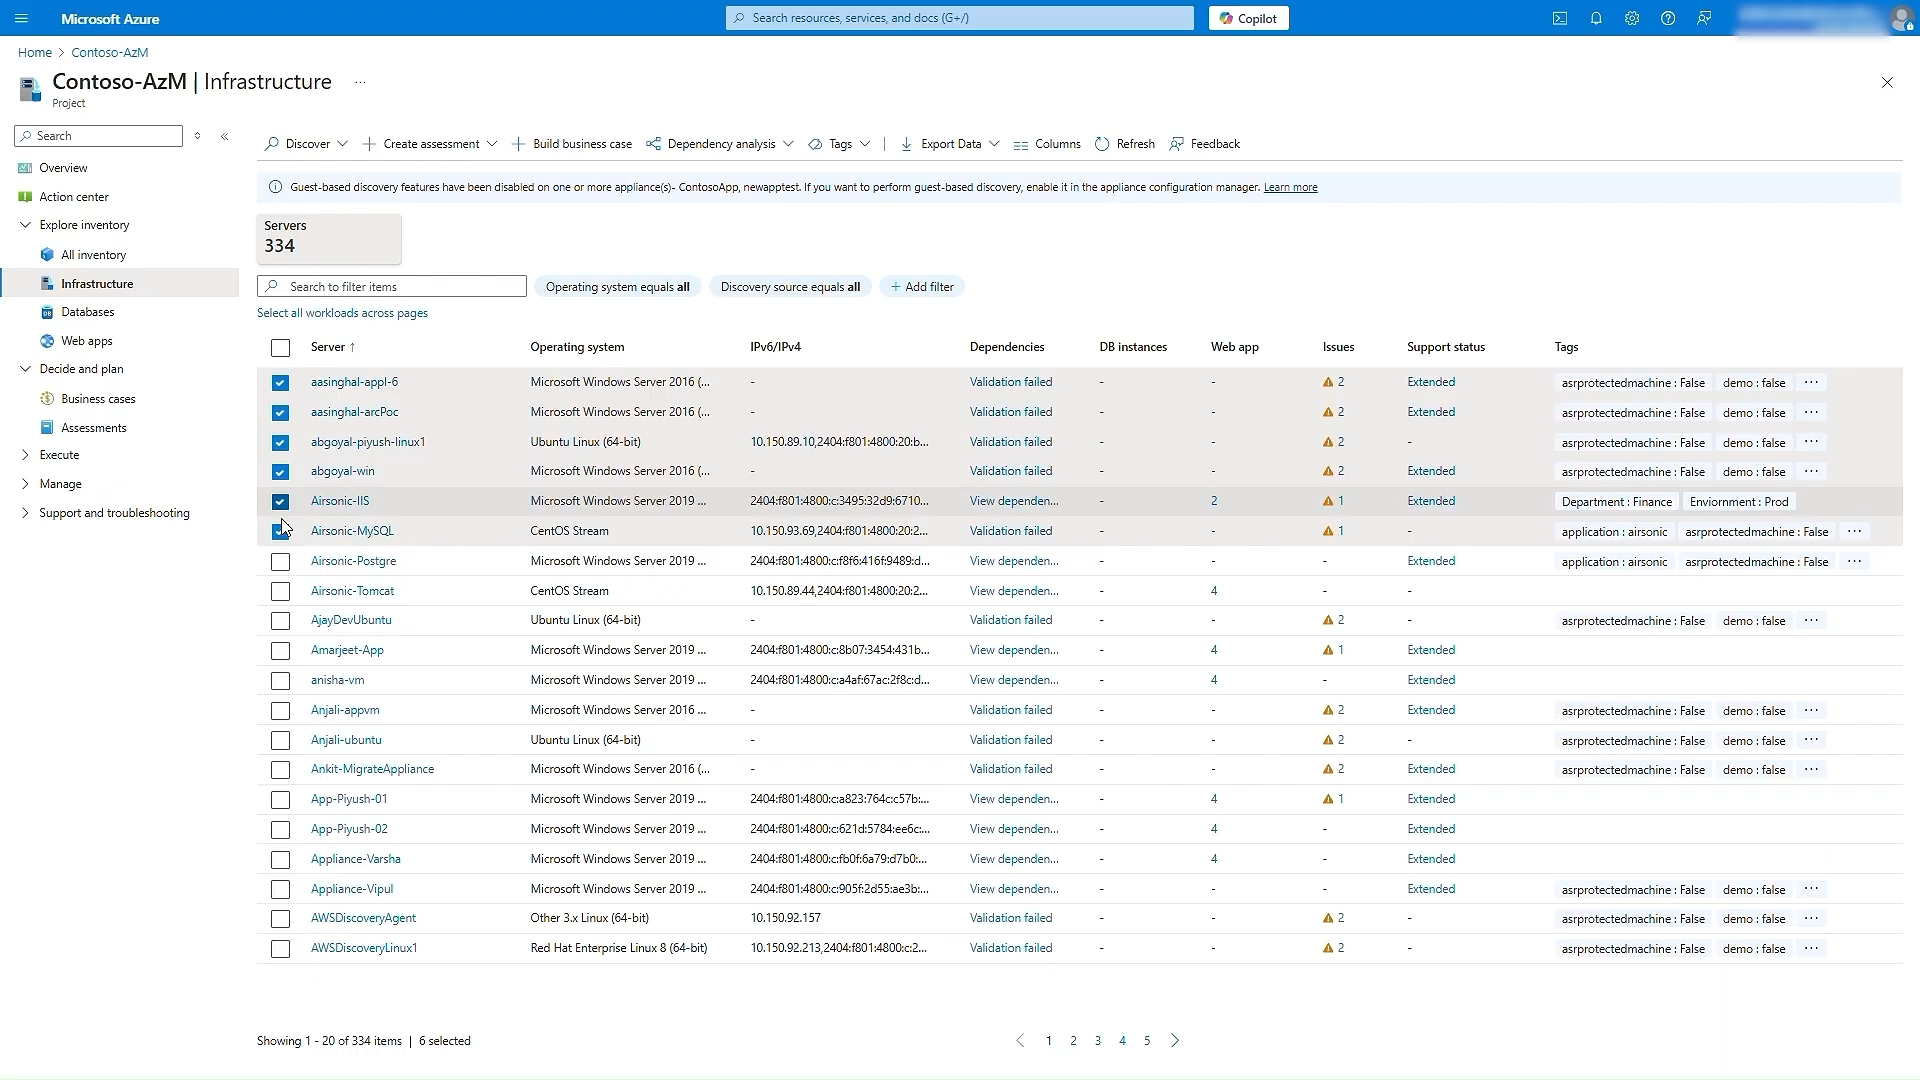 Microsoft Azure
Search resources, services, and docs (G+/)
Copilot
Home > Contoso-AzM
Contoso-AzM | Infrastructure ...
Project
Search
Overview
Action center
Explore inventory
All inventory
Infrastructure
Databases
Web apps
Decide and plan
Business cases
Assessments
Execute
Manage
Support and troubleshooting
Discover + Create assessment + Build business case Dependency analysis Tags | Export Data Columns Refresh Feedback
Guest-based discovery features have been disabled on one or more appliance(s)- ContosoApp, newapptest. If you want to perform guest-based discovery, enable it in the appliance configuration manager. Learn more
Servers
334
Search to filter items Operating system equals all Discovery source equals all + Add filter
Select all workloads across pages
Server ↑ Operating system IPv6/IPv4 Dependencies DB instances Web app Issues Support status Tags
aasinghal-appl-6 Microsoft Windows Server 2016 (... - Validation failed - - 2 Extended asrprotectedmachine : False demo : false ...
aasinghal-arcPoc Microsoft Windows Server 2016 (... - Validation failed - - 2 Extended asrprotectedmachine : False demo : false ...
abgoyal-piyush-linux1 Ubuntu Linux (64-bit) 10.150.89.10,2404:f801:4800:20:b... Validation failed - - 2 - asrprotectedmachine : False demo : false ...
abgoyal-win Microsoft Windows Server 2016 (... - Validation failed - - 2 Extended asrprotectedmachine : False demo : false ...
Airsonic-IIS Microsoft Windows Server 2019 ... 2404:f801:4800:c:3495:32d9:6710... View dependen... - 2 1 Extended Department : Finance Enviornment : Prod
Airsonic-MySQL CentOS Stream 10.150.93.69,2404:f801:4800:20:2... Validation failed - - 1 - application : airsonic asrprotectedmachine : False ...
Airsonic-Postgre Microsoft Windows Server 2019 ... 2404:f801:4800:c:f8f6:416f:9489:d... View dependen... - - - Extended application : airsonic asrprotectedmachine : False ...
Airsonic-Tomcat CentOS Stream 10.150.89.44,2404:f801:4800:20:2... View dependen... - 4 - -
AjayDevUbuntu Ubuntu Linux (64-bit) - Validation failed - - 2 - asrprotectedmachine : False demo : false ...
Amarjeet-App Microsoft Windows Server 2019 ... 2404:f801:4800:c:8b07:3454:431b... View dependen... - 4 1 Extended
anisha-vm Microsoft Windows Server 2019 ... 2404:f801:4800:c:a4af:67ac:2f8c:d... View dependen... - 4 - Extended
Anjali-appvm Microsoft Windows Server 2016 ... - Validation failed - - 2 Extended asrprotectedmachine : False demo : false ...
Anjali-ubuntu Ubuntu Linux (64-bit) - Validation failed - - 2 - asrprotectedmachine : False demo : false ...
Ankit-MigrateAppliance Microsoft Windows Server 2016 (... - Validation failed - - 2 Extended asrprotectedmachine : False demo : false ...
App-Piyush-01 Microsoft Windows Server 2019 ... 2404:f801:4800:c:a823:764c:c57b:... View dependen... - 4 1 Extended
App-Piyush-02 Microsoft Windows Server 2019 ... 2404:f801:4800:c:621d:5784:ee6c:... View dependen... - 4 - Extended
Appliance-Varsha Microsoft Windows Server 2019 ... 2404:f801:4800:c:fb0f:6a79:d7b0:... View dependen... - 4 - Extended
Appliance-Vipul Microsoft Windows Server 2019 ... 2404:f801:4800:c:905f:2d55:ae3b:... View dependen... - - - Extended asrprotectedmachine : False demo : false ...
AWSDiscoveryAgent Other 3.x Linux (64-bit) 10.150.92.157 Validation failed - - 2 - asrprotectedmachine : False demo : false ...
AWSDiscoveryLinux1 Red Hat Enterprise Linux 8 (64-bit) 10.150.92.213,2404:f801:4800:c:2... Validation failed - - 2 - asrprotectedmachine : False demo : false ...
Showing 1 - 20 of 334 items | 6 selected < 1 2 3 4 5 >